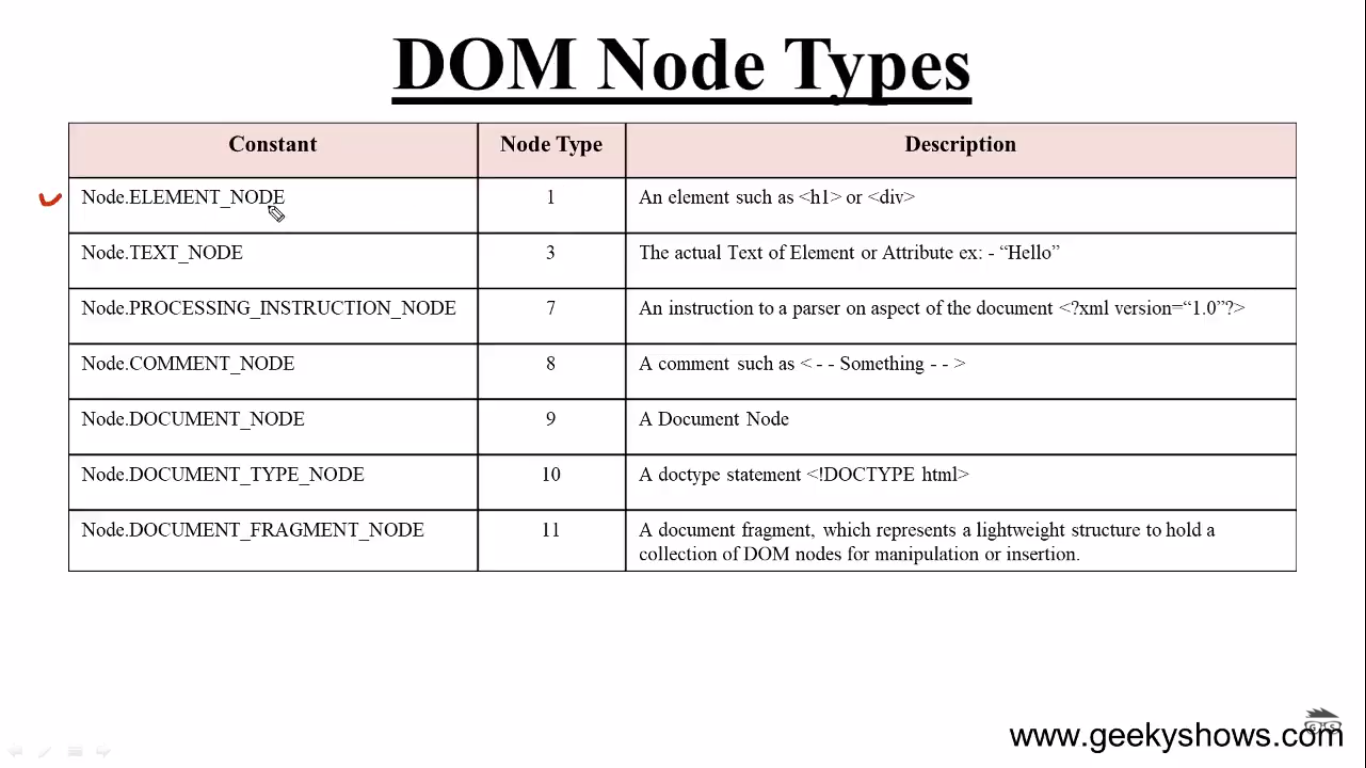 DOM Node Types
Constant Node Type Description
Node.ELEMENT_NODE 1 An element such as <h1> or <div>
Node.TEXT_NODE 3 The actual Text of Element or Attribute ex: - “Hello”
Node.PROCESSING_INSTRUCTION_NODE 7 An instruction to a parser on aspect of the document <?xml version=“1.0”?>
Node.COMMENT_NODE 8 A comment such as < - - Something - - >
Node.DOCUMENT_NODE 9 A Document Node
Node.DOCUMENT_TYPE_NODE 10 A doctype statement <!DOCTYPE html>
Node.DOCUMENT_FRAGMENT_NODE 11 A document fragment, which represents a lightweight structure to hold a
collection of DOM nodes for manipulation or insertion.
www.geekyshows.com